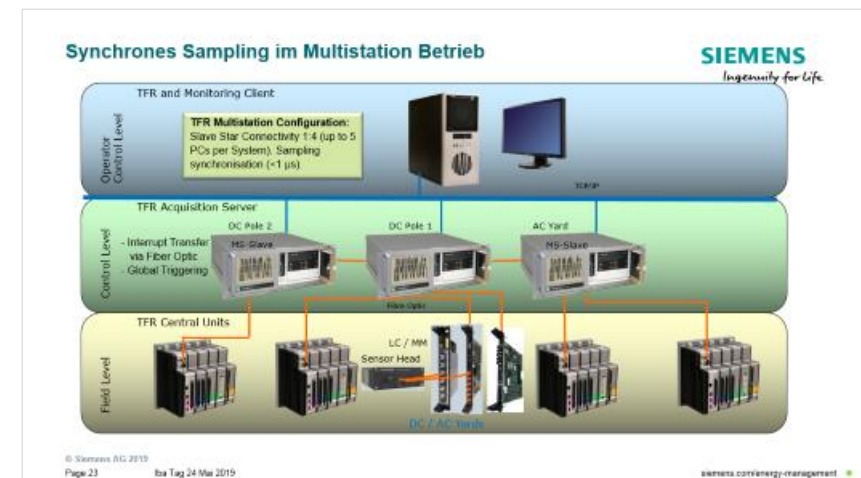 Synchrones Sampling im Multistation Betrieb
SIEMENS
Ingenuity for Life
TFR and Monitoring Client
Operator
Control Level
TFR Multistation Configuration:
Slave Star Connectivity 1:4 (up to 5
PCs per System), Sampling
synchronisation (<1 µs)
TCP/IP
TFR Acquisition Server
Control Level
- Interrupt Transfer
via Fiber Optic
- Global Triggering
DC Pole 2
MS-Slave
DC Pole 1
AC Yard
MS-Slave
Fibre Optic
TFR Central Units
Field Level
LC / MM
Sensor Head
DC / AC Yards
© Siemens AG 2019
Page 23
Iba Tag 24 Mai 2019
siemens.com/energy-management